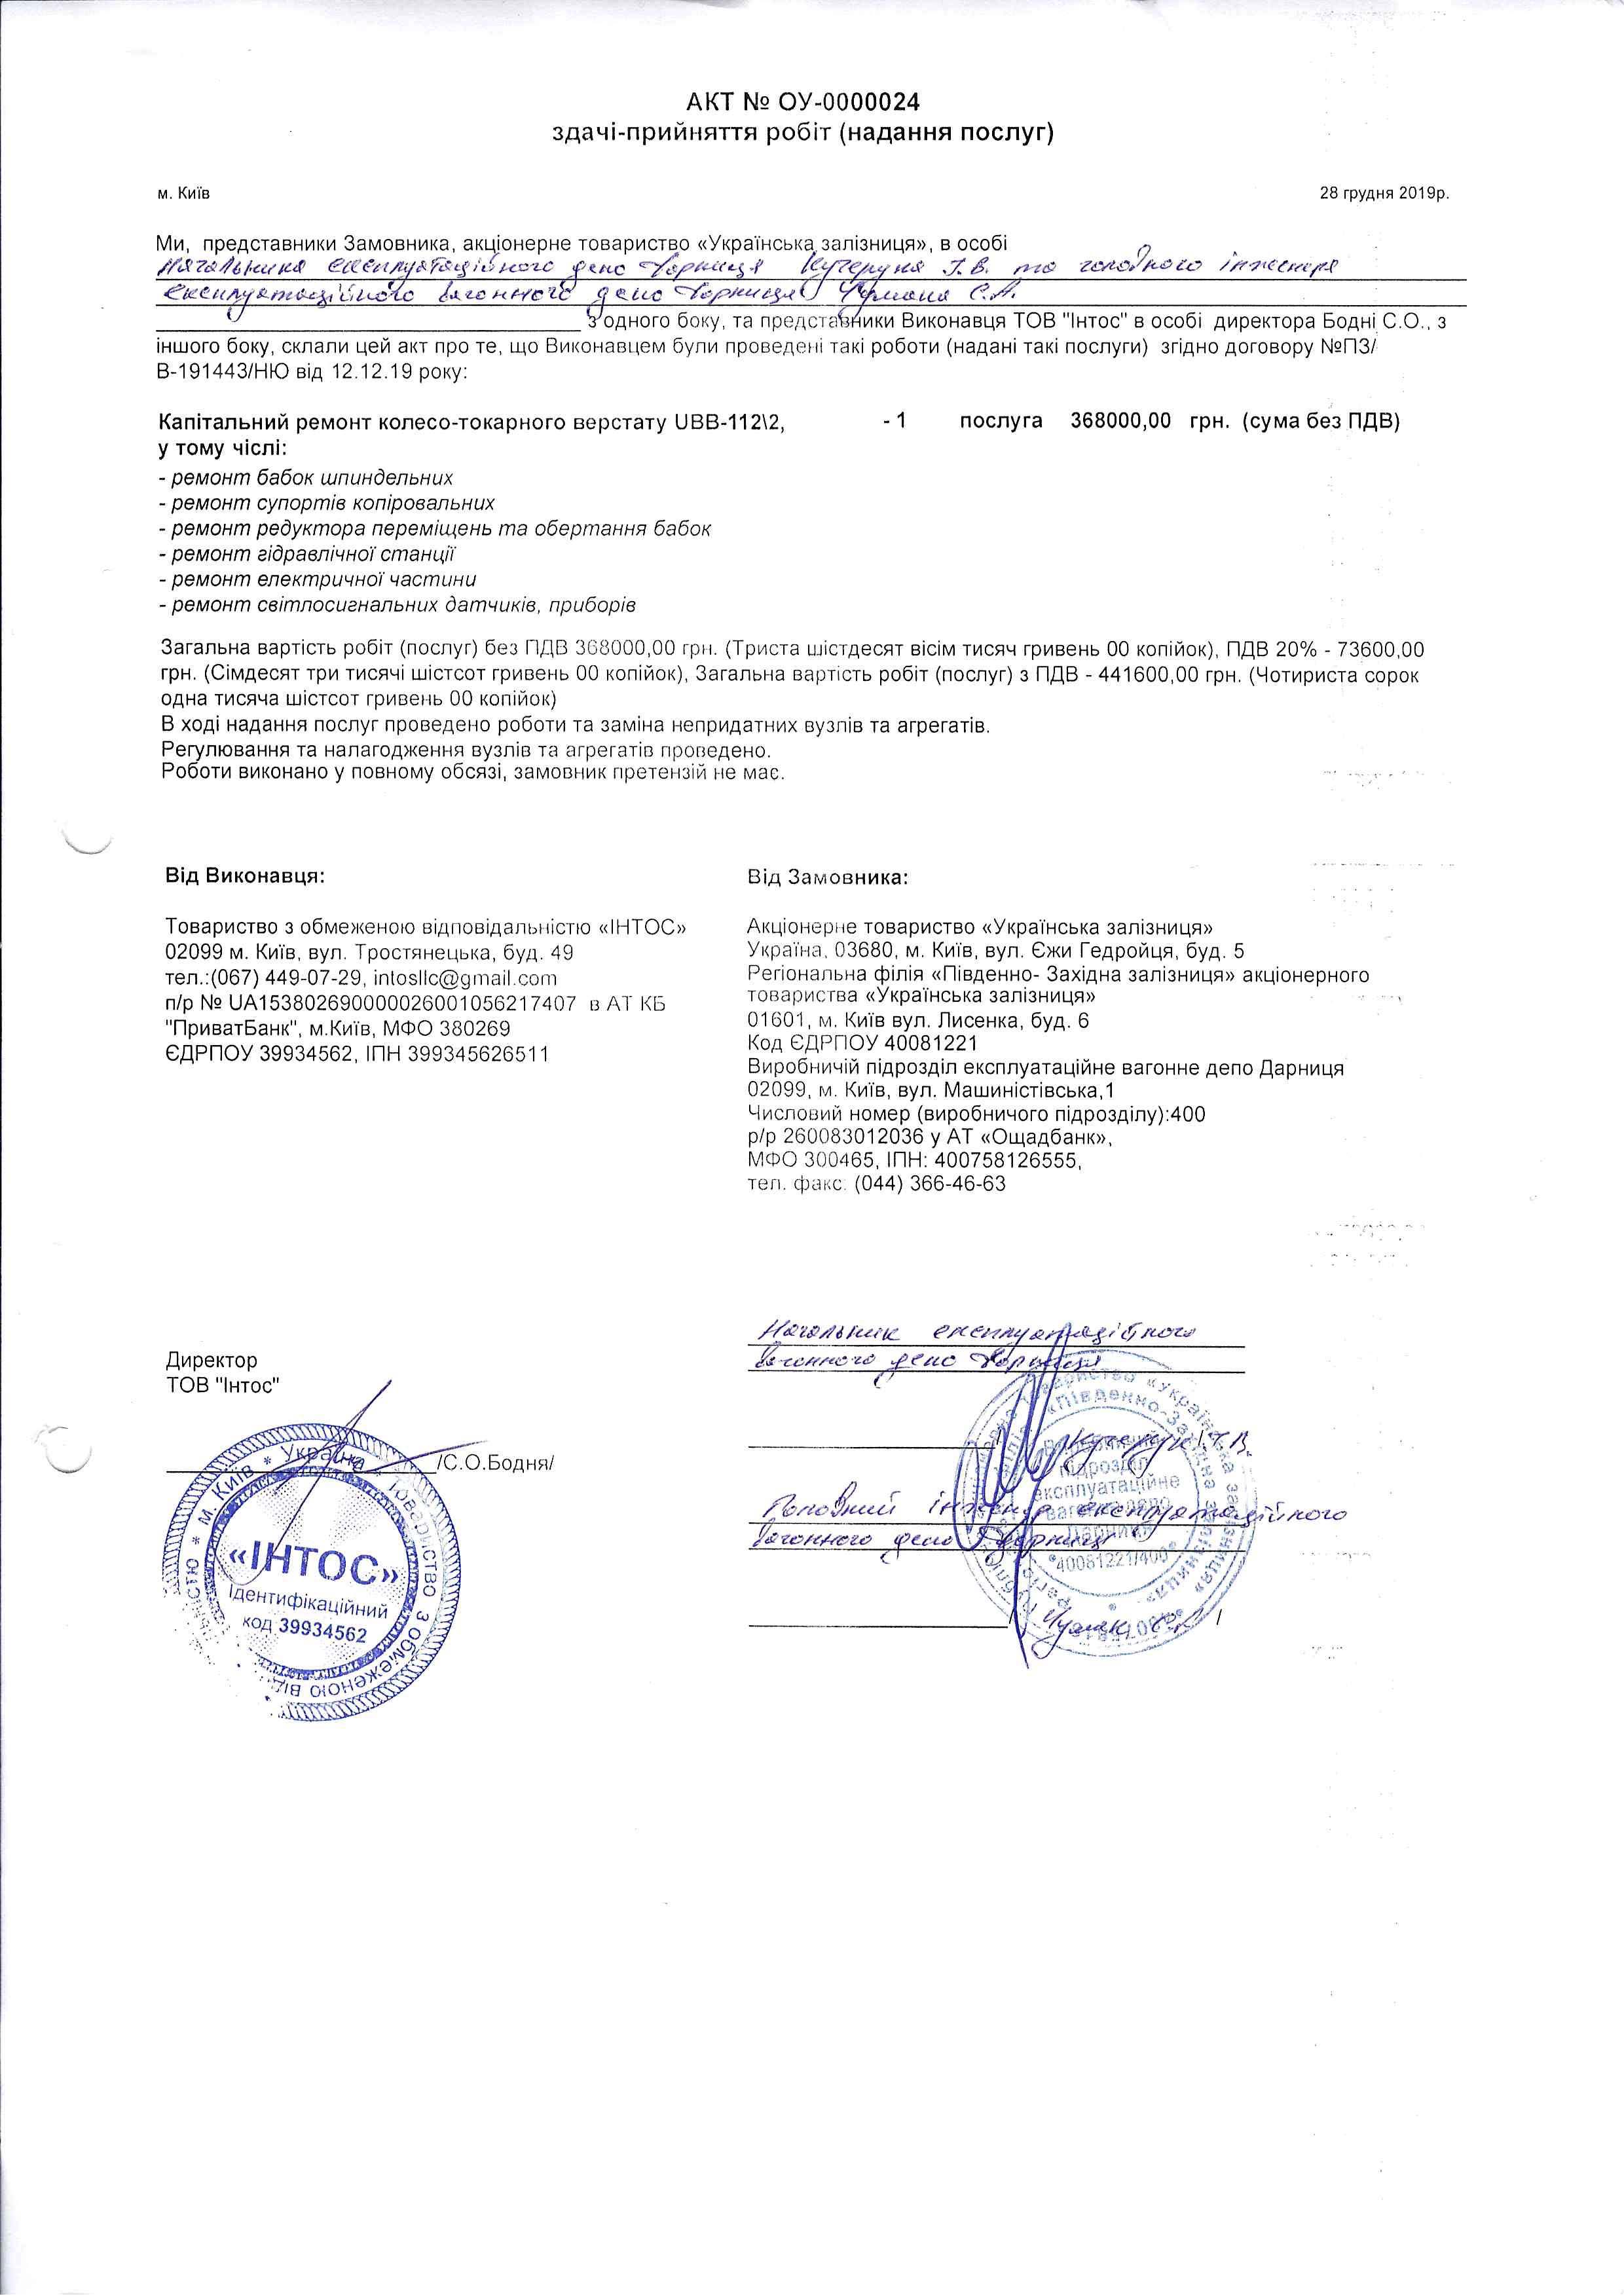 АКТ № ОУ-0000024
здачі-прийняття робіт (надання послуг)
м. Київ 28 грудня 2019р.
Ми, представники Замовника, акціонерне товариство «Українська залізниця», в особі
Начальника експлуатаційного депо Дарниця Кучерука І.В. та головного інженера
експлуатаційного вагонного депо Дарниця С.А.
з одного боку, та представники Виконавця ТОВ "Інтос" в особі директора Бодні С.О., з
іншого боку, склали цей акт про те, що Виконавцем були проведені такі роботи (надані такі послуги) згідно договору №ПЗ/
В-191443/НЮ від 12.12.19 року:
Капітальний ремонт колесо-токарного верстату UBB-112\2, - 1 послуга 368000,00 грн. (сума без ПДВ)
у тому чіслі:
- ремонт бабок шпиндельних
- ремонт супортів копіровальних
- ремонт редуктора переміщень та обертання бабок
- ремонт гідравлічної станції
- ремонт електричної частини
- ремонт світлосигнальних датчиків, приборів
Загальна вартість робіт (послуг) без ПДВ 368000,00 грн. (Триста шістдесят вісім тисяч гривень 00 копійок), ПДВ 20% - 73600,00
грн. (Сімдесят три тисячі шістсот гривень 00 копійок), Загальна вартість робіт (послуг) з ПДВ - 441600,00 грн. (Чотириста сорок
одна тисяча шістсот гривень 00 копійок)
В ході надання послуг проведено роботи та заміна непридатних вузлів та агрегатів.
Регулювання та налагодження вузлів та агрегатів проведено.
Роботи виконано у повному обсязі, замовник претензій не має.
Від Виконавця:
Товариство з обмеженою відповідальністю «ІНТОС»
02099 м. Київ, вул. Тростянецька, буд. 49
тел.:(067) 449-07-29, intosllc@gmail.com
п/р № UA153802690000026001056217407 в АТ КБ
"ПриватБанк", м.Київ, МФО 380269
ЄДРПОУ 39934562, ІПН 399345626511
Від Замовника:
Акціонерне товариство «Українська залізниця»
Україна, 03680, м. Київ, вул. Єжи Гедройця, буд. 5
Регіональна філія «Південно- Західна залізниця» акціонерного
товариства «Українська залізниця»
01601, м. Київ вул. Лисенка, буд. 6
Код ЄДРПОУ 40081221
Виробничій підрозділ експлуатаційне вагонне депо Дарниця
02099, м. Київ, вул. Машиністівська,1
Числовий номер (виробничого підрозділу):400
р/р 260083012036 у АТ «Ощадбанк»,
МФО 300465, ІПН: 400758126555,
тел. факс: (044) 366-46-63
Директор
ТОВ "Інтос"
/С.О.Бодня/
Україна * м. Київ * Товариство з обмеженою
«ІНТОС»
Ідентифікаційний
код 39934562
Начальник експлуатаційного
вагонного депо Дарниця
Кучерук І.В.
Головний інженер експлуатаційного
вагонного депо Дарниця
«Південно-Західна залізниця»
підрозділ
експлуатаційне
вагонне депо
Дарниця
*40081221/400*